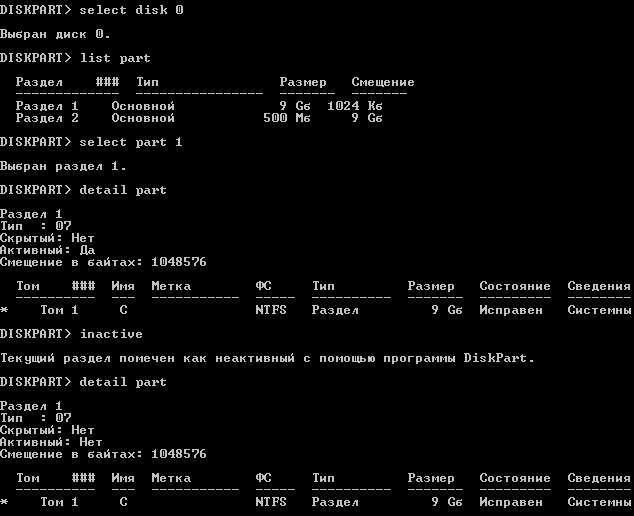 DISKPART> select disk 0
Выбран диск 0.
DISKPART> list part
Раздел ### Тип Размер Смещение
------------- ---------------- ------- -------
Раздел 1 Основной 9 Gб 1024 Kб
Раздел 2 Основной 500 Mб 9 Gб
DISKPART> select part 1
Выбран раздел 1.
DISKPART> detail part
Раздел 1
Тип : 07
Скрытый: Нет
Активный: Да
Смещение в байтах: 1048576
Том ### Имя Метка ФС Тип Размер Состояние Сведения
---------- --- ----------- ----- ---------- ------- --------- --------
* Том 1 C NTFS Раздел 9 Gб Исправен Системны
DISKPART> inactive
Текущий раздел помечен как неактивный с помощью программы DiskPart.
DISKPART> detail part
Раздел 1
Тип : 07
Скрытый: Нет
Активный: Нет
Смещение в байтах: 1048576
Том ### Имя Метка ФС Тип Размер Состояние Сведения
---------- --- ----------- ----- ---------- ------- --------- --------
* Том 1 C NTFS Раздел 9 Gб Исправен Системны